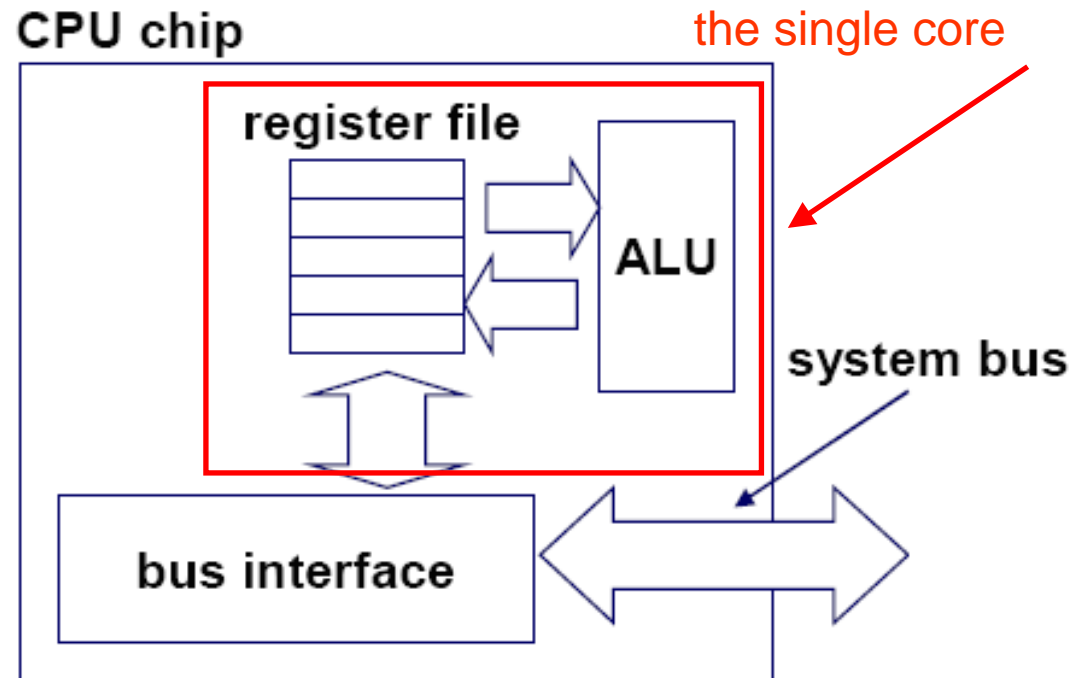 CPU chip
the single core
register file
ALU
system bus
bus interface